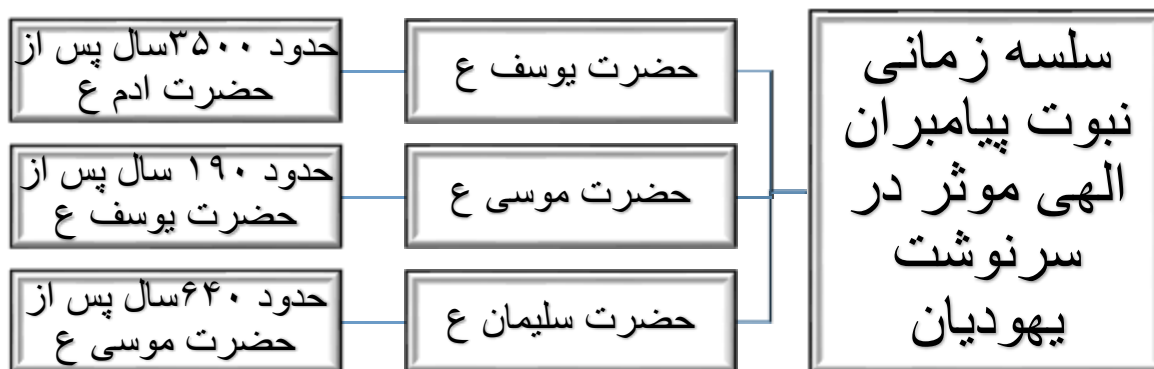 سلسه زمانی
نبوت پیامبران
الهی موثر در
سرنوشت
یهودیان
حضرت یوسف ع
حدود ۳۵۰۰سال پس از
حضرت ادم ع
حضرت موسی ع
حدود ۱۹۰ سال پس از
حضرت یوسف ع
حضرت سلیمان ع
حدود ۶۴۰سال پس از
حضرت موسی ع